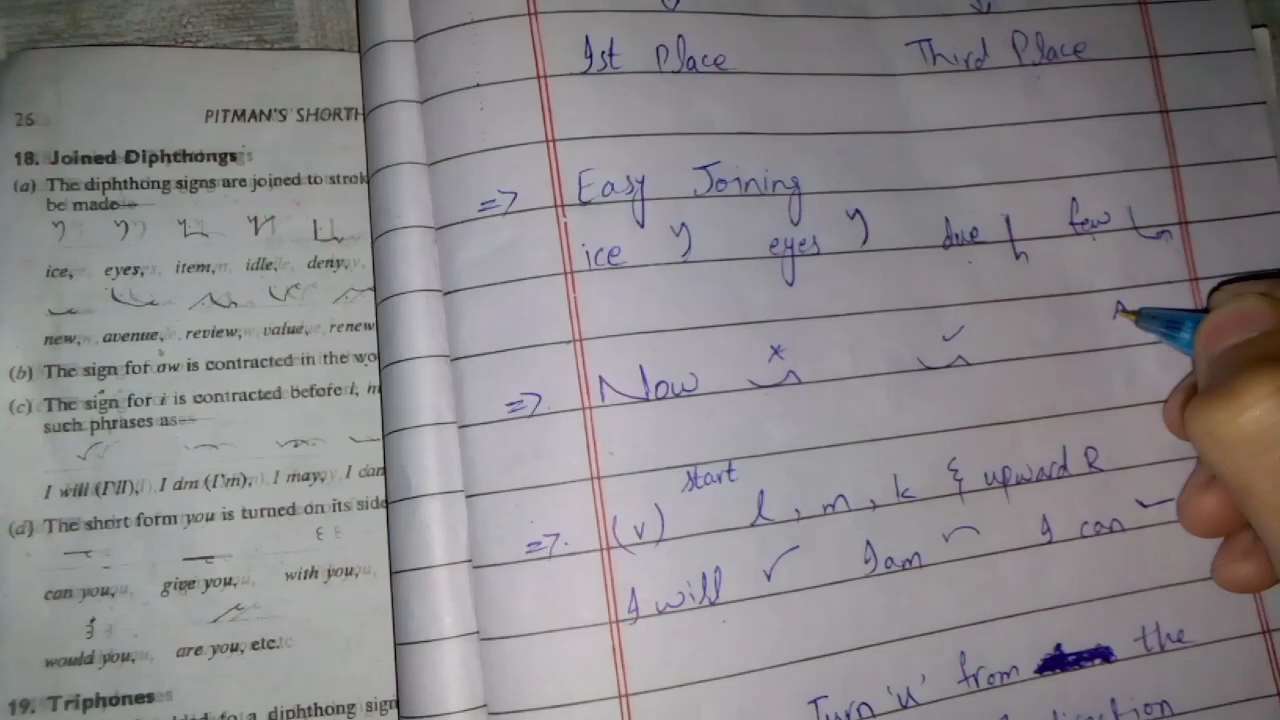 26 PITMAN'S SHORTH
18. Joined Diphthongs
(a) The diphthong signs are joined to strok
be made—
ice, eyes, item, idle, deny,
new, avenue, review, value, renew
(b) The sign for ow is contracted in the wo
(c) The sign for i is contracted before l, m
such phrases as—
I will (I'll), I am (I'm), I may, I can
(d) The short form you is turned on its side
can you, give you, with you,
would you, are you, etc.
19. Triphones
to a diphthong sign
1st Place Third Place
=> Easy Joining
ice eyes due few
=> Now x ✓
start
=> (v) l, m, k & upward R
I will I am I can
Turn 'u' from the